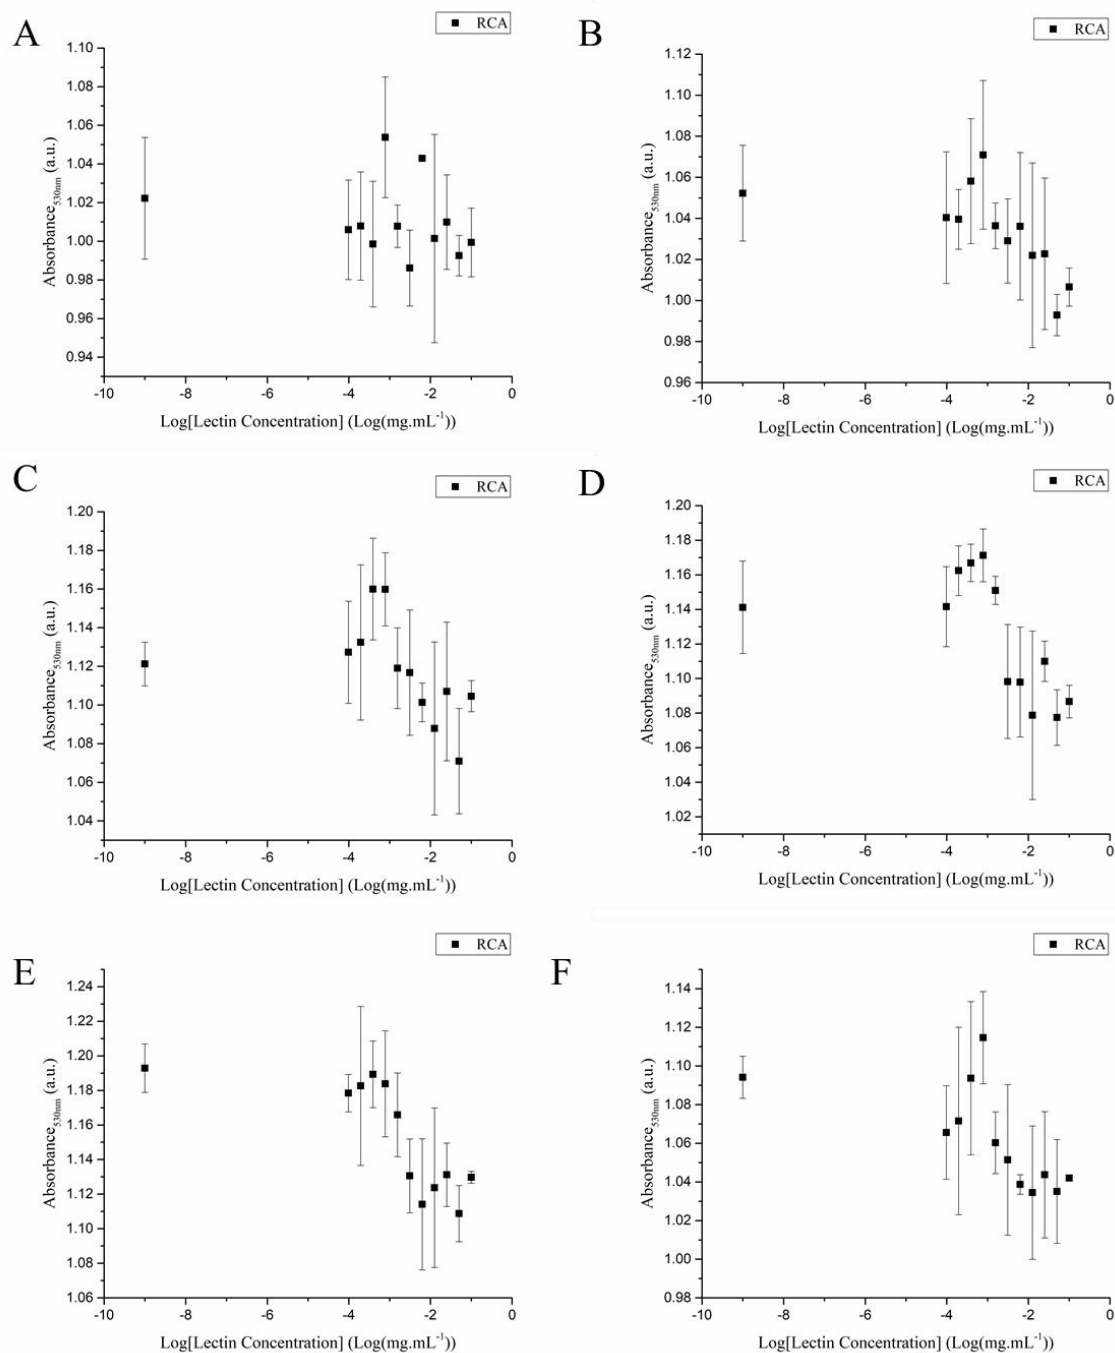 A
RCA
1.10
1.08
1.06
1.04
1.02
1.00
0.98
0.96
0.94
-10 -8 -6 -4 -2 0
Absorbance530nm (a.u.)
Log[Lectin Concentration] (Log(mg.mL-1))
B
RCA
1.12
1.10
1.08
1.06
1.04
1.02
1.00
0.98
0.96
-10 -8 -6 -4 -2 0
Absorbance530nm (a.u.)
Log[Lectin Concentration] (Log(mg.mL-1))
C
RCA
1.20
1.18
1.16
1.14
1.12
1.10
1.08
1.06
1.04
-10 -8 -6 -4 -2 0
Absorbance530nm (a.u.)
Log[Lectin Concentration] (Log(mg.mL-1))
D
RCA
1.20
1.18
1.16
1.14
1.12
1.10
1.08
1.06
1.04
1.02
-10 -8 -6 -4 -2 0
Absorbance530nm (a.u.)
Log[Lectin Concentration] (Log(mg.mL-1))
E
RCA
1.24
1.22
1.20
1.18
1.16
1.14
1.12
1.10
1.08
1.06
-10 -8 -6 -4 -2 0
Absorbance530nm (a.u.)
Log[Lectin Concentration] (Log(mg.mL-1))
F
RCA
1.14
1.12
1.10
1.08
1.06
1.04
1.02
1.00
0.98
-10 -8 -6 -4 -2 0
Absorbance530nm (a.u.)
Log[Lectin Concentration] (Log(mg.mL-1))